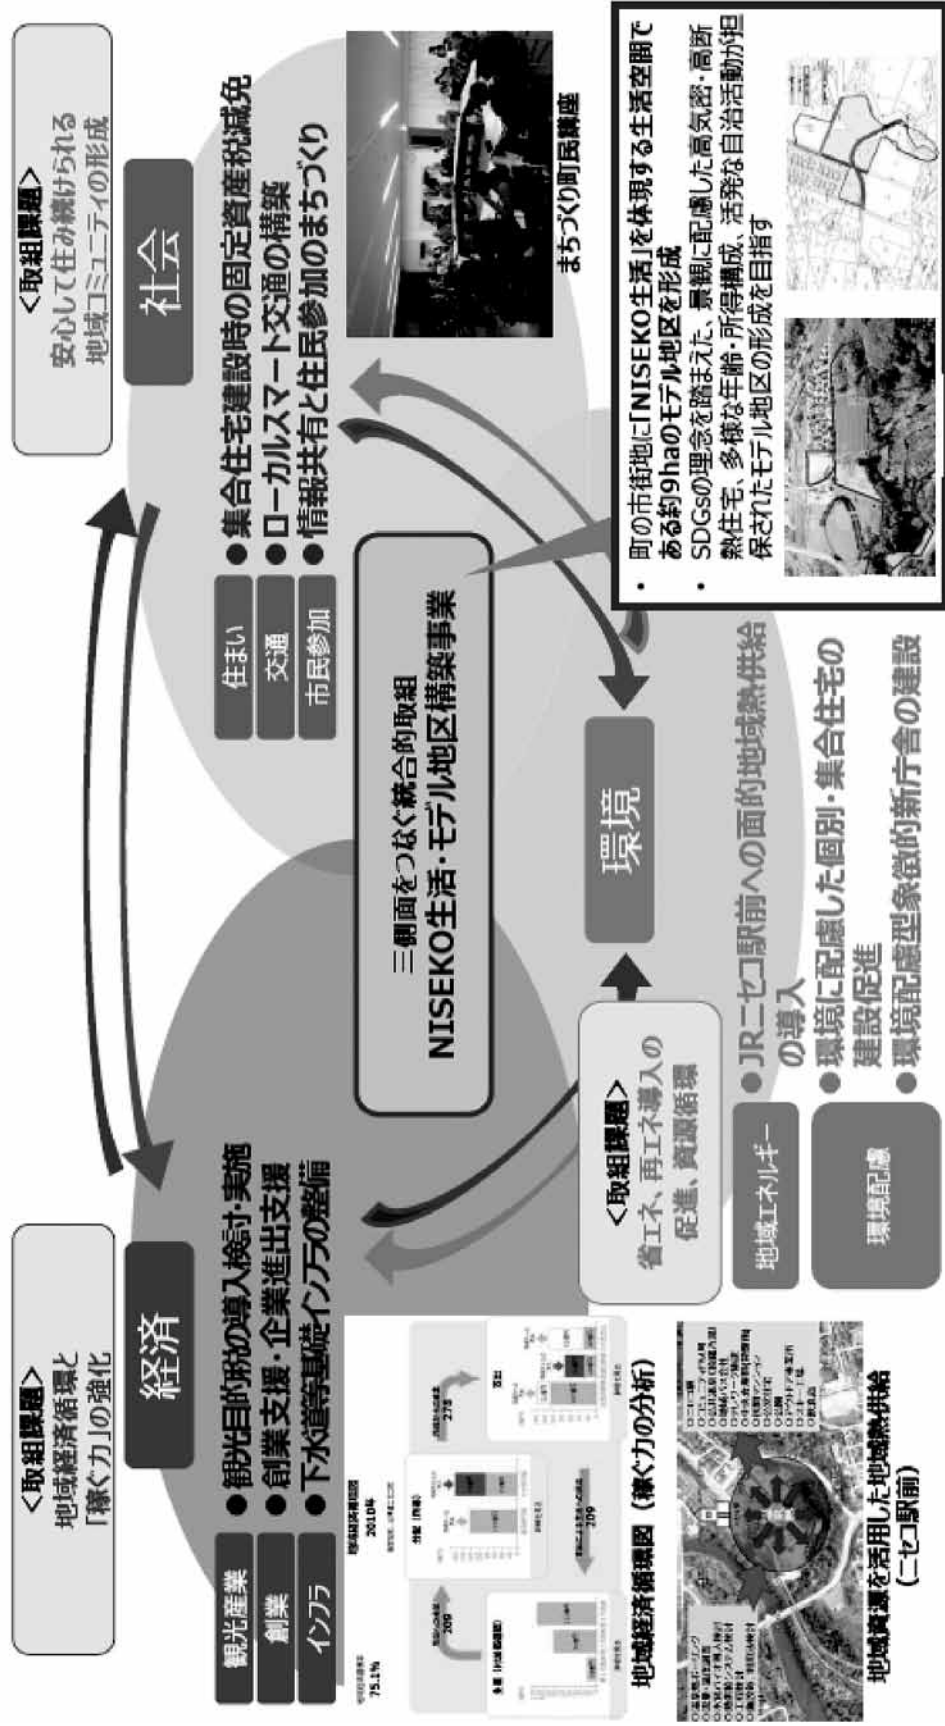 <取組課題>
地域経済循環と
「稼ぐ力」の強化
経済
観光産業
●観光目的税の導入検討・実施
創業
●創業支援・企業進出支援
インフラ
●下水道等基礎インフラの整備
<取組課題>
安心して住み続けられる
地域コミュニティの形成
社会
住まい
●集合住宅建設時の固定資産税減免
交通
●ローカルスマート交通の構築
市民参加
●情報共有と住民参加のまちづくり
まちづくり町民講座
三側面をつなぐ統合的取組
NISEKO生活・モデル地区構築事業
地域経済循環図
2010年
75.1%
209
分配(所得)
278
支出
209
地域経済循環図(稼ぐ力の分析)
<取組課題>
省エネ、再エネ導入の
促進、資源循環
環境
地域エネルギー
●JRニセコ駅前への面的地域熱供給
の導入
環境配慮
●環境に配慮した個別・集合住宅の
建設促進
●環境配慮型象徴的新庁舎の建設
地域資源を活用した地域熱供給
(ニセコ駅前)
・ 町の市街地に「NISEKO生活」を体現する生活空間で
ある約9haのモデル地区を形成
・ SDGsの理念を踏まえた、景観に配慮した高気密・高断
熱住宅、多様な年齢・所得構成、活発な自治活動が担
保されたモデル地区の形成を目指す